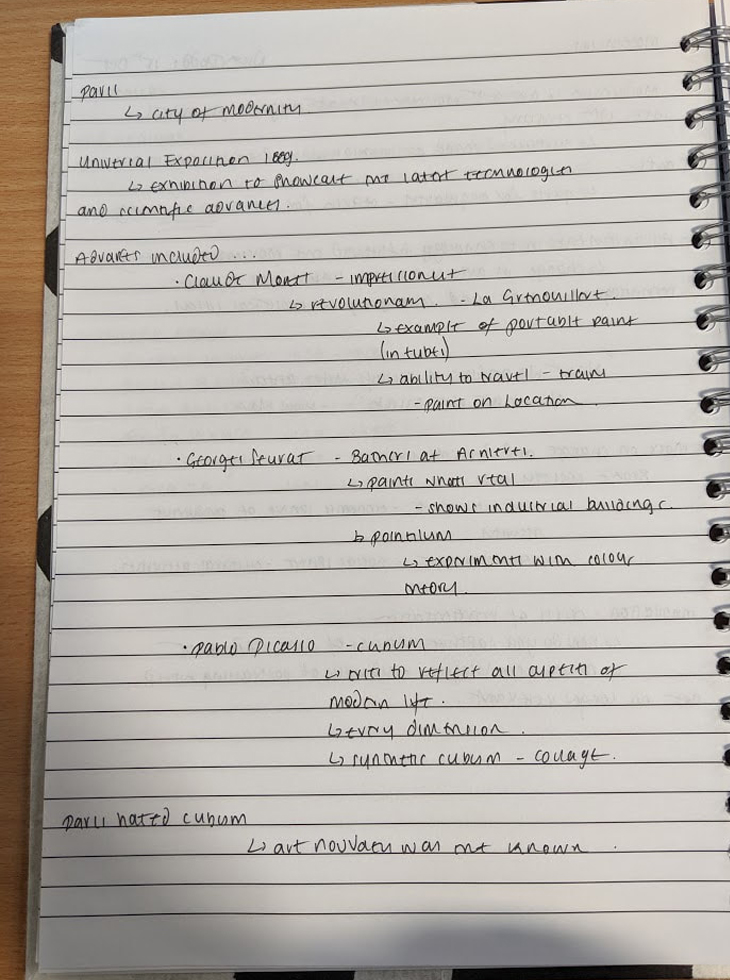 Paris
↳ city of modernity
Universal Exposition 1889.
↳ exhibition to showcase the latest technologies
and scientific advances.
Advances included ...
· Claude Monet - impressionist
↳ revolutionary. - La Grenouillere.
↳ example of portable paint
(in tubes)
↳ ability to travel - trains
- paint on location
· Georges Seurat - Bathers at Asnieres.
↳ paints whats real
- shows industrial buildings.
↳ pointilism
↳ experiments with colour
theory.
· Pablo Picasso - cubism
↳ tries to reflect all aspects of
modern life.
↳ every dimension.
↳ synthetic cubism - collage.
Paris hated cubism
↳ art nouveau was the known.